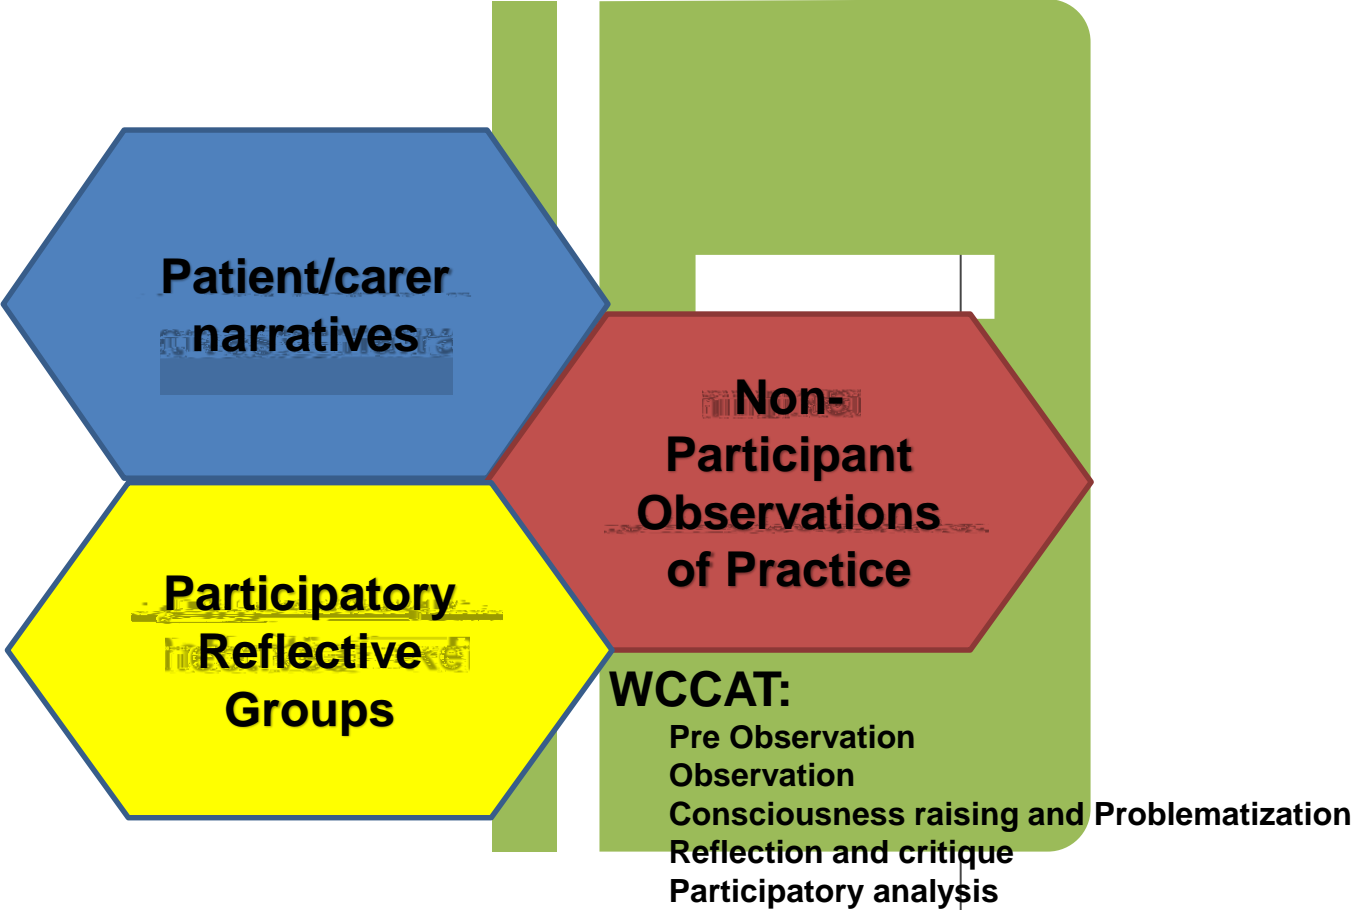 Patient/carer
narratives
Non-
Participant
Observations
of Practice
Participatory
Reflective
Groups
WCCAT:
Pre Observation
Observation
Consciousness raising and Problematization
Reflection and critique
Participatory analysis